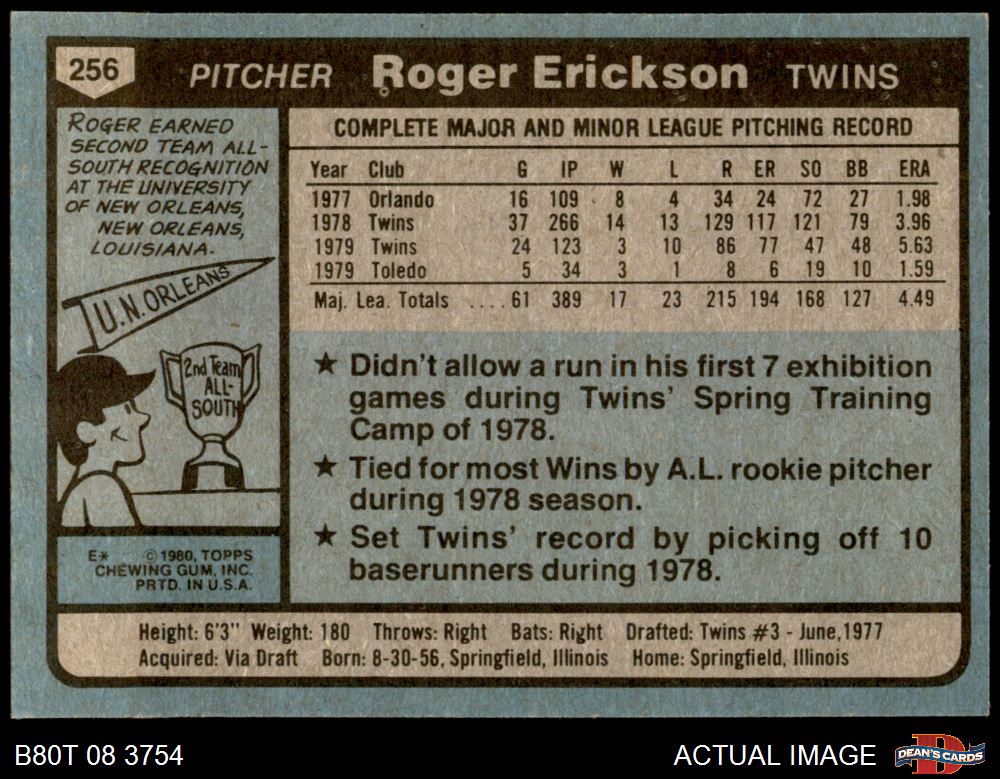 256 PITCHER Roger Erickson TWINS
ROGER EARNED
SECOND TEAM ALL-
SOUTH RECOGNITION
AT THE UNIVERSITY
OF NEW ORLEANS,
NEW ORLEANS,
LOUISIANA.
U.N. ORLEANS
2nd Team
ALL-
SOUTH
E* © 1980, TOPPS
CHEWING GUM, INC.
PRTD. IN U.S.A.
COMPLETE MAJOR AND MINOR LEAGUE PITCHING RECORD
Year Club G IP W L R ER SO BB ERA
1977 Orlando 16 109 8 4 34 24 72 27 1.98
1978 Twins 37 266 14 13 129 117 121 79 3.96
1979 Twins 24 123 3 10 86 77 47 48 5.63
1979 Toledo 5 34 3 1 8 6 19 10 1.59
Maj. Lea. Totals ....61 389 17 23 215 194 168 127 4.49
★ Didn't allow a run in his first 7 exhibition
games during Twins' Spring Training
Camp of 1978.
★ Tied for most Wins by A.L. rookie pitcher
during 1978 season.
★ Set Twins' record by picking off 10
baserunners during 1978.
Height: 6'3" Weight: 180 Throws: Right Bats: Right Drafted: Twins #3 - June, 1977
Acquired: Via Draft Born: 8-30-56, Springfield, Illinois Home: Springfield, Illinois
B80T 08 3754 ACTUAL IMAGE D DEAN'S CARDS